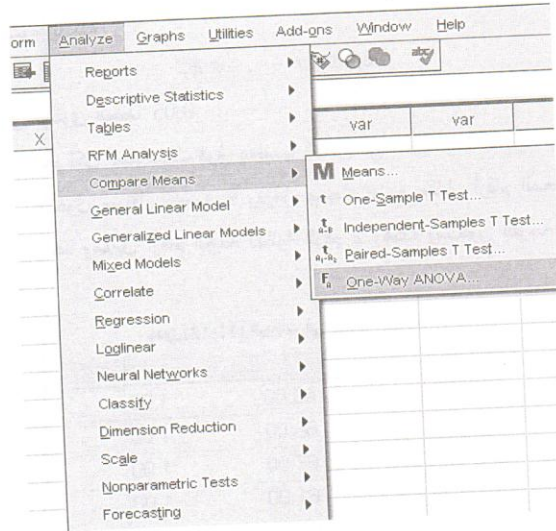 orm Analyze Graphs Utilities Add-ons Window Help
Reports
Descriptive Statistics
Tables
RFM Analysis
Compare Means
General Linear Model
Generalized Linear Models
Mixed Models
Correlate
Regression
Loglinear
Neural Networks
Classify
Dimension Reduction
Scale
Nonparametric Tests
Forecasting
X
var var
M Means...
t One-Sample T Test...
Independent-Samples T Test...
Paired-Samples T Test...
One-Way ANOVA...